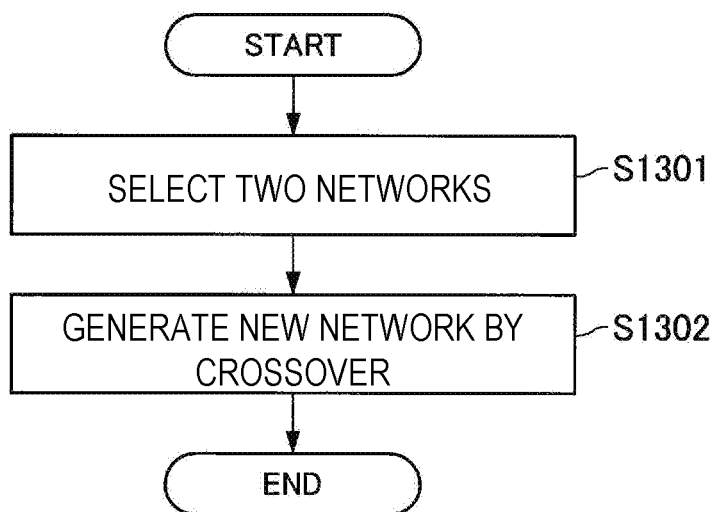 START
SELECT TWO NETWORKS
S1301
GENERATE NEW NETWORK BY
CROSSOVER
S1302
END